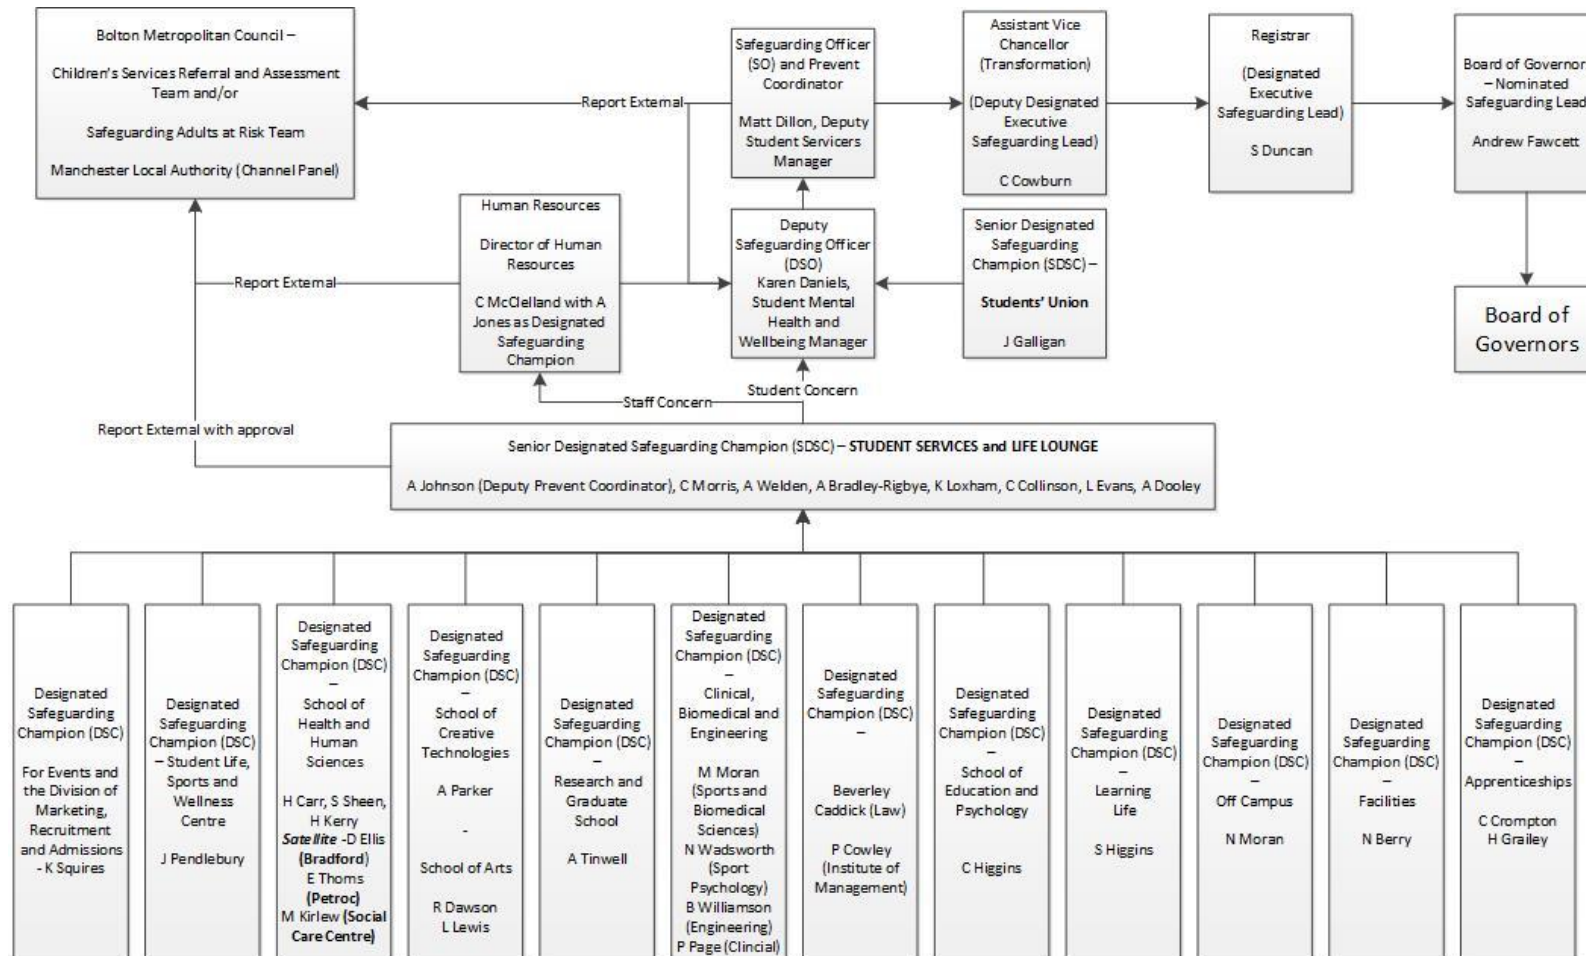 Bolton Metropolitan Council –
Children's Services Referral and Assessment
Team and/or
Safeguarding Adults at Risk Team
Manchester Local Authority (Channel Panel)
Report External
Safeguarding Officer
(SO) and Prevent
Coordinator
Matt Dillon, Deputy
Student Servicers
Manager
Assistant Vice
Chancellor
(Transformation)
(Deputy Designated
Executive
Safeguarding Lead)
C Cowburn
Registrar
(Designated
Executive
Safeguarding Lead)
S Duncan
Board of Governor
– Nominated
Safeguarding Lead
Andrew Fawcett
Board of
Governors
Report External
Human Resources
Director of Human
Resources
C McClelland with A
Jones as Designated
Safeguarding
Champion
Deputy
Safeguarding Officer
(DSO)
Karen Daniels,
Student Mental
Health and
Wellbeing Manager
Senior Designated
Safeguarding
Champion (SDSC) –
Students' Union
J Galligan
Student Concern
Staff Concern
Report External with approval
Senior Designated Safeguarding Champion (SDSC) – STUDENT SERVICES and LIFE LOUNGE
A Johnson (Deputy Prevent Coordinator), C Morris, A Welden, A Bradley-Rigbye, K Loxham, C Collinson, L Evans, A Dooley
Designated
Safeguarding
Champion (DSC)
For Events and
the Division of
Marketing,
Recruitment
and Admissions
- K Squires
Designated
Safeguarding
Champion (DSC)
– Student Life,
Sports and
Wellness
Centre
J Pendlebury
Designated
Safeguarding
Champion (DSC)
–
School of
Health and
Human
Sciences
H Carr, S Sheen,
H Kerry
Satellite -D Ellis
(Bradford)
E Thoms
(Petroc)
M Kirlew (Social
Care Centre)
Designated
Safeguarding
Champion (DSC)
–
School of
Creative
Technologies
A Parker
-
School of Arts
R Dawson
L Lewis
Designated
Safeguarding
Champion (DSC)
–
Research and
Graduate
School
A Tinwell
Designated
Safeguarding
Champion (DSC)
–
Clinical,
Biomedical and
Engineering
M Moran
(Sports and
Biomedical
Sciences)
N Wadsworth
(Sport
Psychology)
B Williamson
(Engineering)
P Page (Clincial)
Designated
Safeguarding
Champion (DSC)
–
Beverley
Caddick (Law)
P Cowley
(Institute of
Management)
Designated
Safeguarding
Champion (DSC)
–
School of
Education and
Psychology
C Higgins
Designated
Safeguarding
Champion (DSC)
–
Learning
Life
S Higgins
Designated
Safeguarding
Champion (DSC)
–
Off Campus
N Moran
Designated
Safeguarding
Champion (DSC)
–
Facilities
N Berry
Designated
Safeguarding
Champion (DSC)
–
Apprenticeships
C Crompton
H Grailey